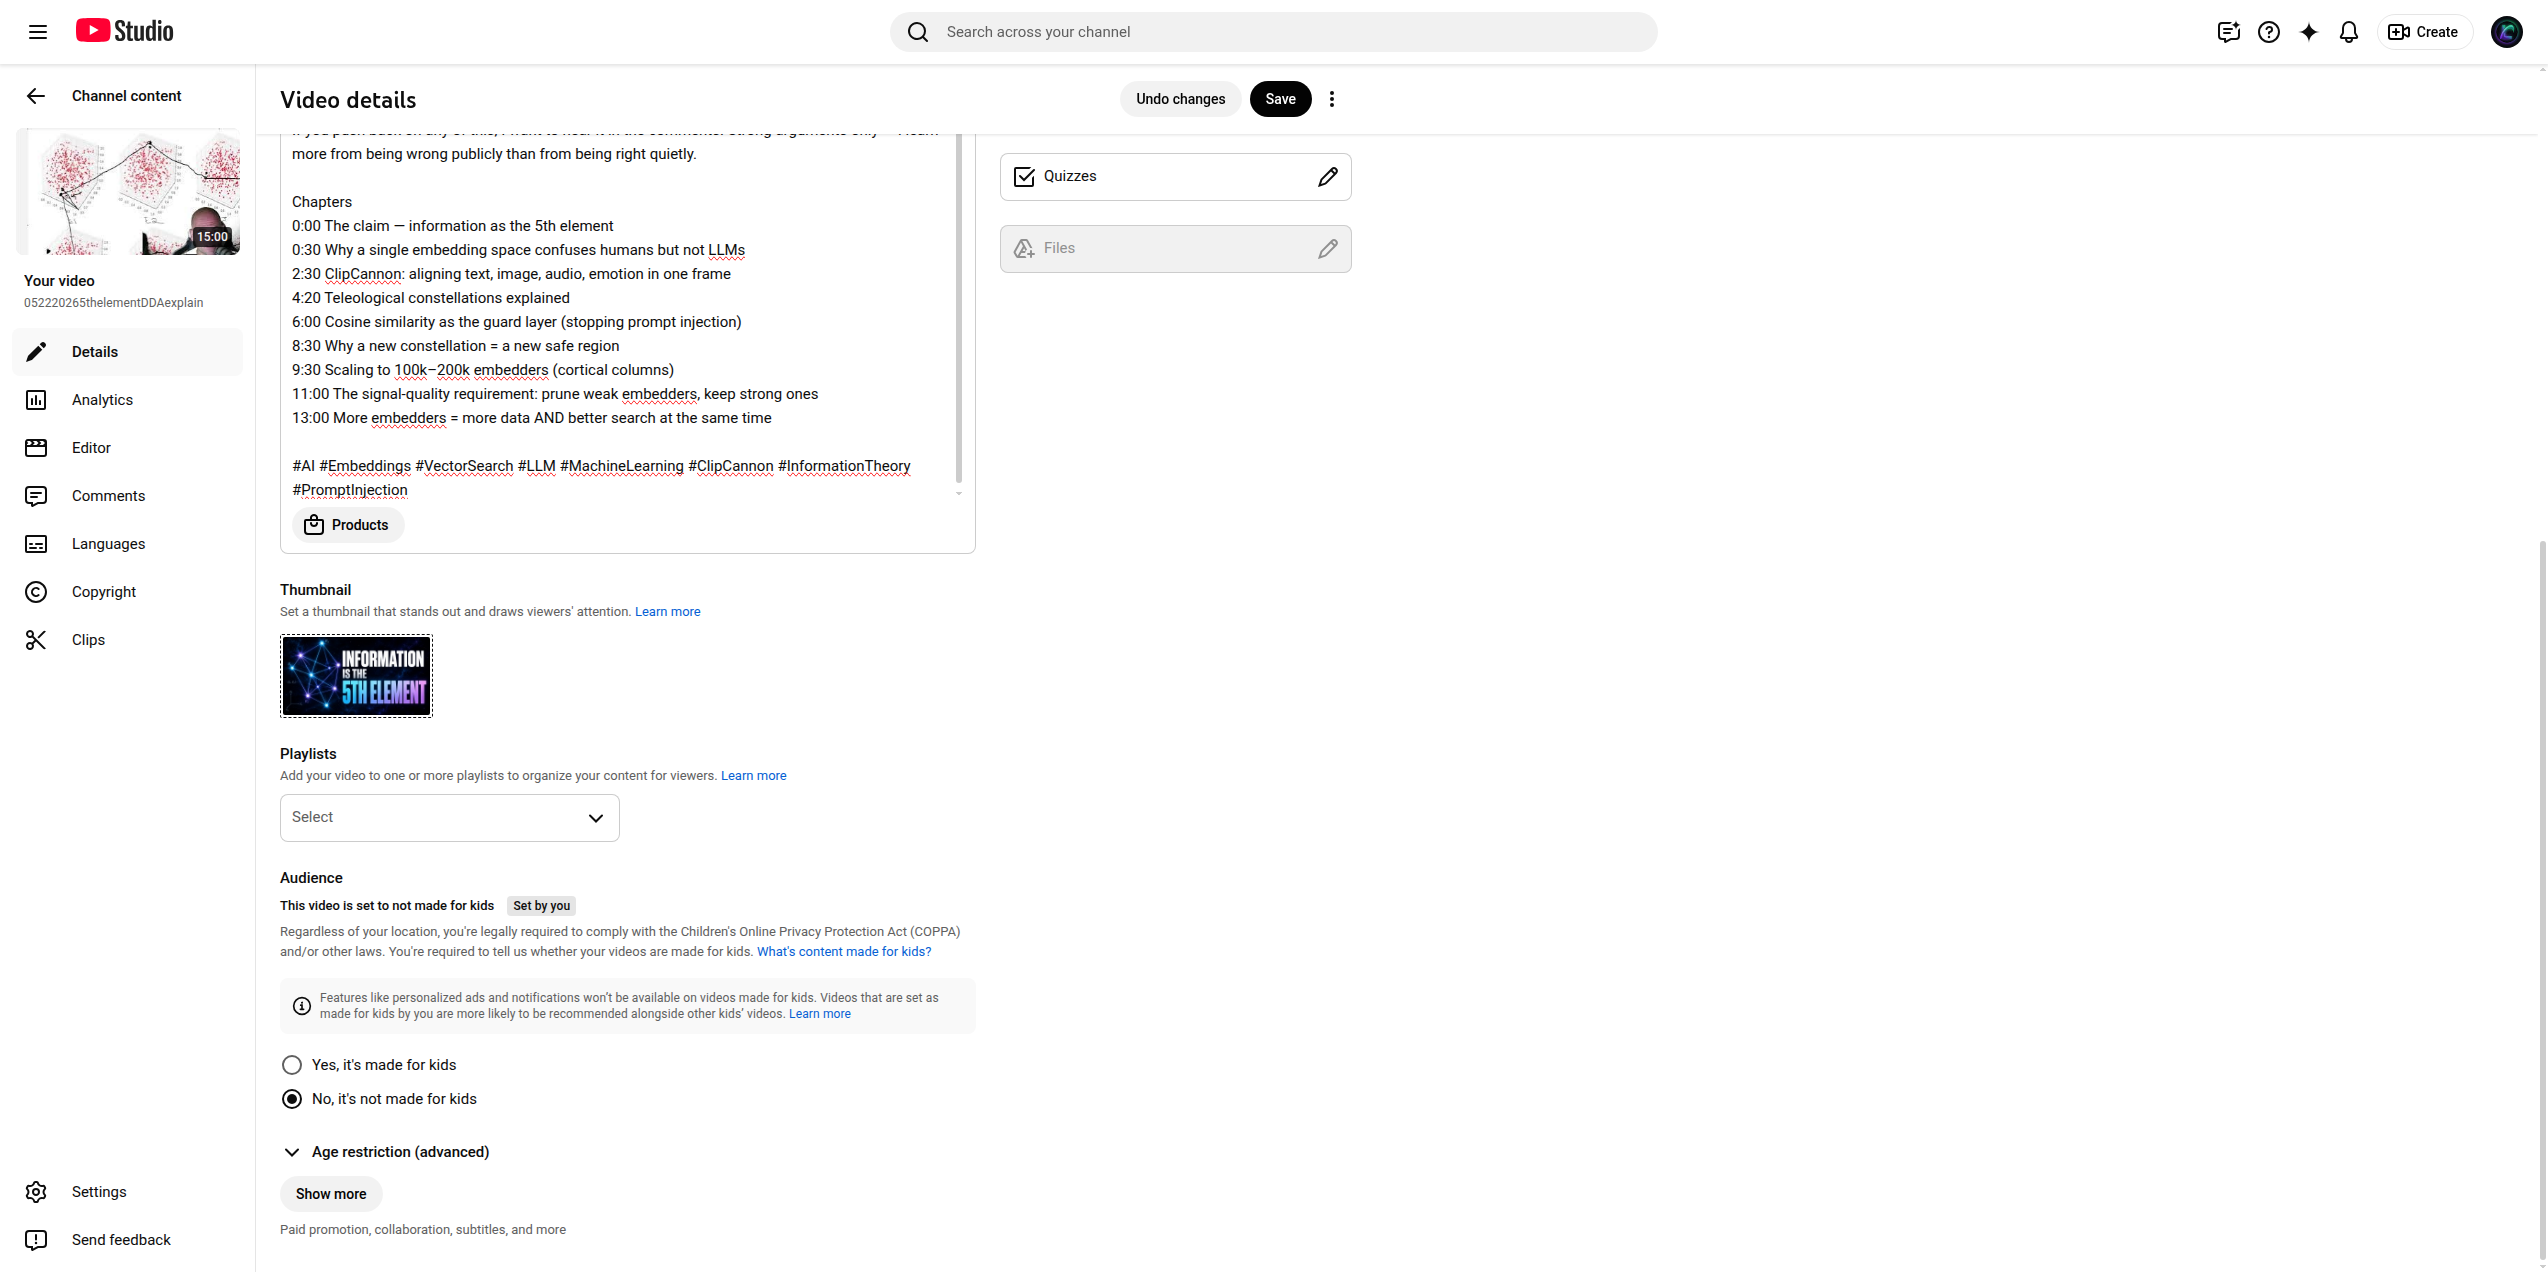 Studio
Search across your channel
Create
Channel content
15:00
Your video
052220265thelementDDAexplain
Details
Analytics
Editor
Comments
Languages
Copyright
Clips
Settings
Send feedback
Video details
Undo changes
Save
more from being wrong publicly than from being right quietly.
Chapters
0:00 The claim — information as the 5th element
0:30 Why a single embedding space confuses humans but not LLMs
2:30 ClipCannon: aligning text, image, audio, emotion in one frame
4:20 Teleological constellations explained
6:00 Cosine similarity as the guard layer (stopping prompt injection)
8:30 Why a new constellation = a new safe region
9:30 Scaling to 100k–200k embedders (cortical columns)
11:00 The signal-quality requirement: prune weak embedders, keep strong ones
13:00 More embedders = more data AND better search at the same time
#AI #Embeddings #VectorSearch #LLM #MachineLearning #ClipCannon #InformationTheory
#PromptInjection
Products
Quizzes
Files
Thumbnail
Set a thumbnail that stands out and draws viewers' attention. Learn more
INFORMATION
IS THE
5TH ELEMENT
Playlists
Add your video to one or more playlists to organize your content for viewers. Learn more
Select
Audience
This video is set to not made for kids Set by you
Regardless of your location, you're legally required to comply with the Children's Online Privacy Protection Act (COPPA)
and/or other laws. You're required to tell us whether your videos are made for kids. What's content made for kids?
Features like personalized ads and notifications won't be available on videos made for kids. Videos that are set as
made for kids by you are more likely to be recommended alongside other kids' videos. Learn more
Yes, it's made for kids
No, it's not made for kids
Age restriction (advanced)
Show more
Paid promotion, collaboration, subtitles, and more